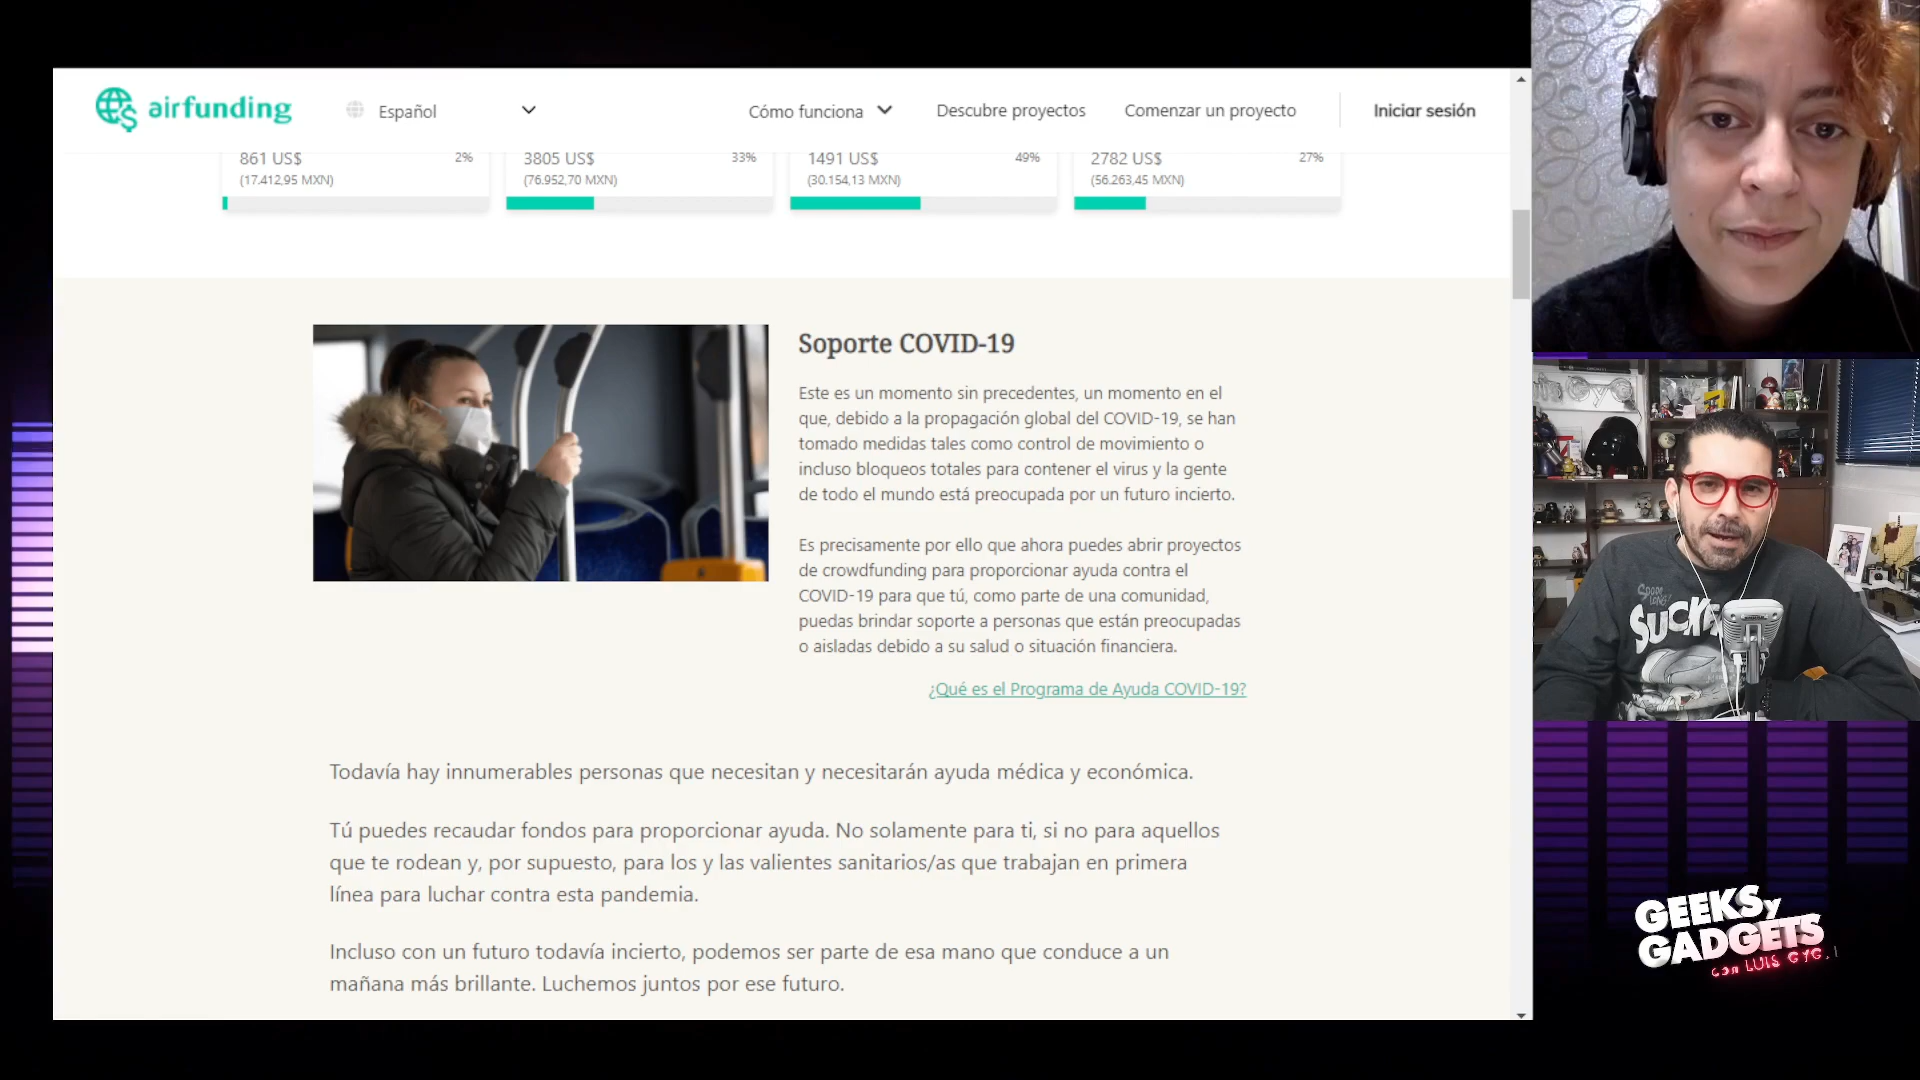 airfunding
Español
Cómo funciona
Descubre proyectos
Comenzar un proyecto
Iniciar sesión
861 US$ 2%
(17.412,95 MXN)
3805 US$ 33%
(76.952,70 MXN)
1491 US$ 49%
(30.154,13 MXN)
2782 US$ 27%
(56.263,45 MXN)
Soporte COVID-19
Este es un momento sin precedentes, un momento en el
que, debido a la propagación global del COVID-19, se han
tomado medidas tales como control de movimiento o
incluso bloqueos totales para contener el virus y la gente
de todo el mundo está preocupada por un futuro incierto.
Es precisamente por ello que ahora puedes abrir proyectos
de crowdfunding para proporcionar ayuda contra el
COVID-19 para que tú, como parte de una comunidad,
puedas brindar soporte a personas que están preocupadas
o aisladas debido a su salud o situación financiera.
¿Qué es el Programa de Ayuda COVID-19?
Todavía hay innumerables personas que necesitan y necesitarán ayuda médica y económica.
Tú puedes recaudar fondos para proporcionar ayuda. No solamente para ti, si no para aquellos
que te rodean y, por supuesto, para los y las valientes sanitarios/as que trabajan en primera
línea para luchar contra esta pandemia.
Incluso con un futuro todavía incierto, podemos ser parte de esa mano que conduce a un
mañana más brillante. Luchemos juntos por ese futuro.
GEEKS y
GADGETS
con LUIS GYG.